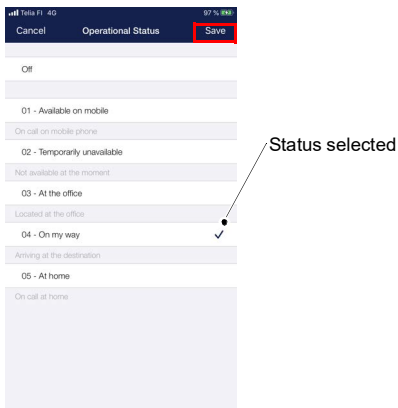 Telia FI 4G 97 %
Cancel Operational Status Save
Off
01 - Available on mobile
On call on mobile phone
02 - Temporarily unavailable
Not available at the moment
03 - At the office
Located at the office
04 - On my way
Arriving at the destination
05 - At home
On call at home
Status selected